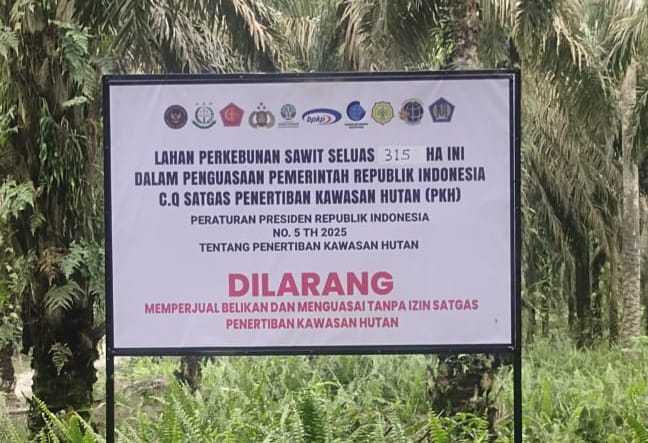 bpkp
LAHAN PERKEBUNAN SAWIT SELUAS 315 HA INI
DALAM PENGUASAAN PEMERINTAH REPUBLIK INDONESIA
C.Q SATGAS PENERTIBAN KAWASAN HUTAN (PKH)
PERATURAN PRESIDEN REPUBLIK INDONESIA
NO. 5 TH 2025
TENTANG PENERTIBAN KAWASAN HUTAN
DILARANG
MEMPERJUAL BELIKAN DAN MENGUASAI TANPA IZIN SATGAS
PENERTIBAN KAWASAN HUTAN